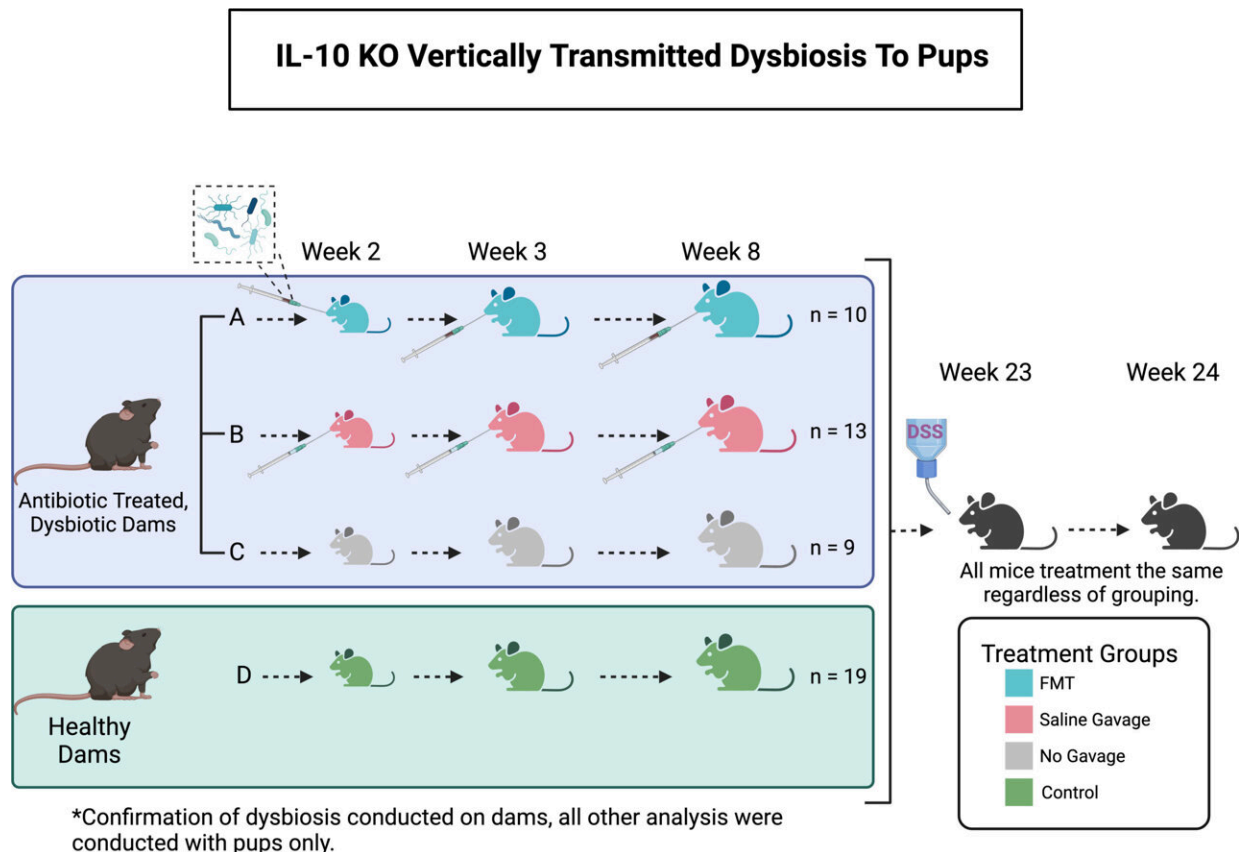 IL-10 KO Vertically Transmitted Dysbiosis To Pups
Week 2
Week 3
Week 8
A
n = 10
Week 23
Week 24
B
n = 13
DSS
Antibiotic Treated,
Dysbiotic Dams
C
n = 9
All mice treatment the same
regardless of grouping.
D
n = 19
Healthy
Dams
Treatment Groups
FMT
Saline Gavage
No Gavage
Control
*Confirmation of dysbiosis conducted on dams, all other analysis were
conducted with pups only.